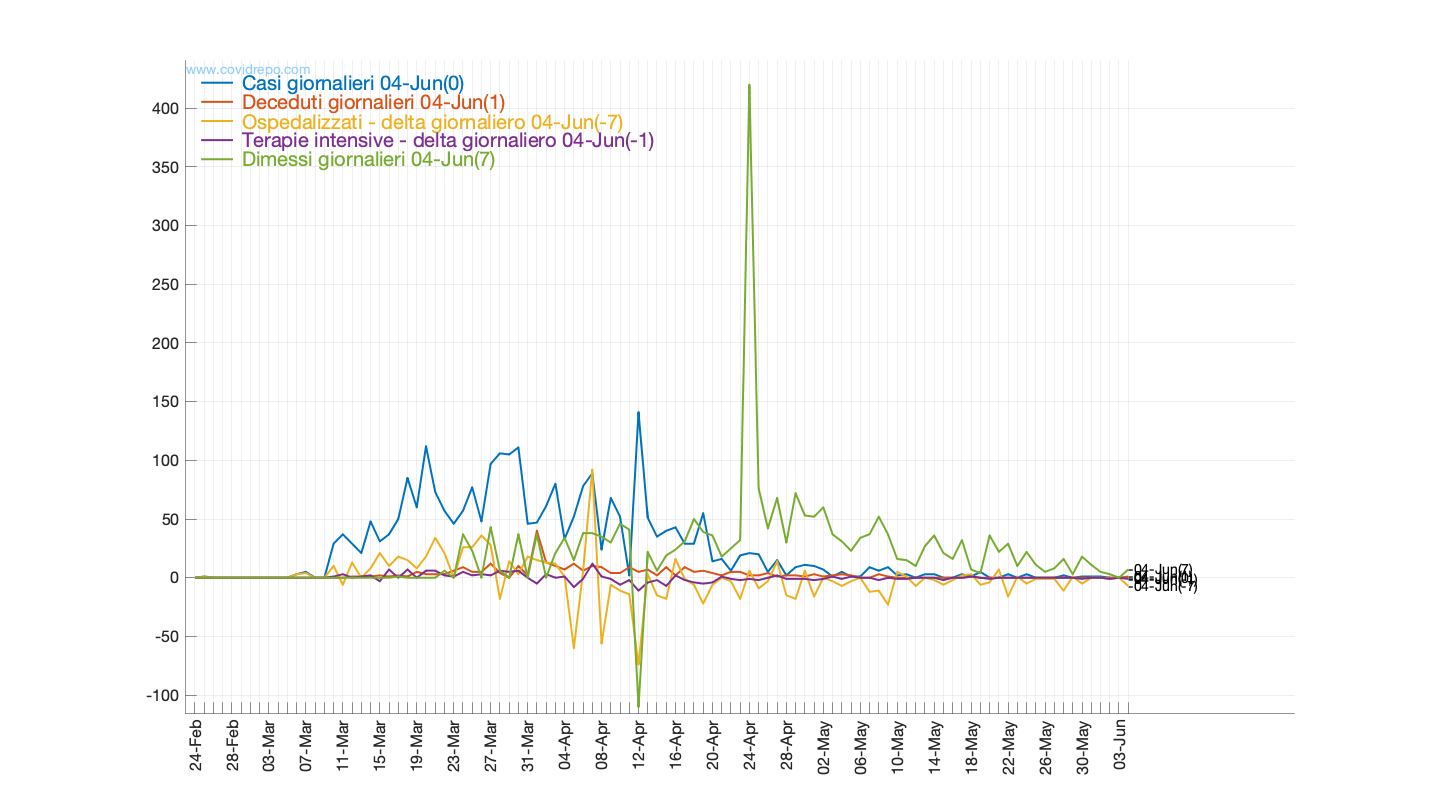 www.covidrepo.com
Casi giornalieri 04-Jun(0)
Deceduti giornalieri 04-Jun(1)
Ospedalizzati - delta giornaliero 04-Jun(-7)
Terapie intensive - delta giornaliero 04-Jun(-1)
Dimessi giornalieri 04-Jun(7)
400
350
300
250
200
150
100
50
0
-50
-100
-04-Jun(7)
-04-Jun(-7)
24-Feb
28-Feb
03-Mar
07-Mar
11-Mar
15-Mar
19-Mar
23-Mar
27-Mar
31-Mar
04-Apr
08-Apr
12-Apr
16-Apr
20-Apr
24-Apr
28-Apr
02-May
06-May
10-May
14-May
18-May
22-May
26-May
30-May
03-Jun